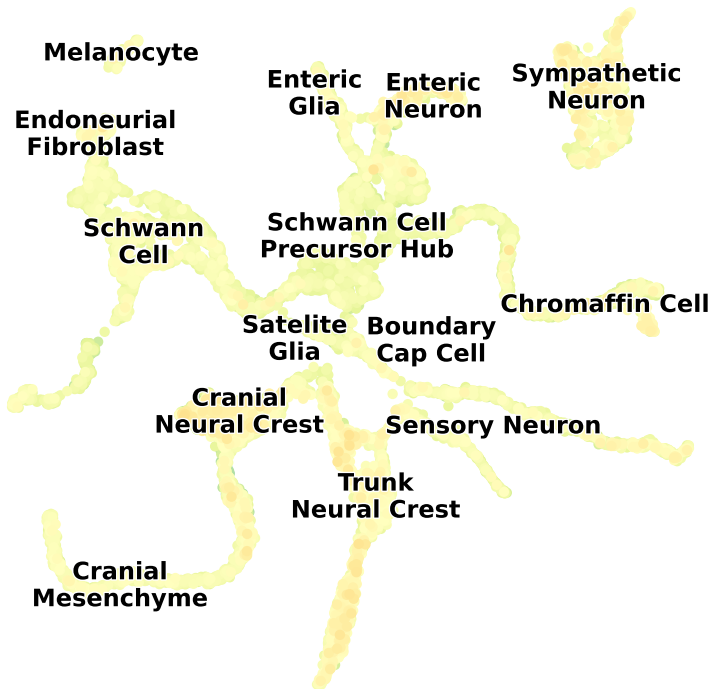 Melanocyte
Enteric
Glia
Enteric
Neuron
Sympathetic
Neuron
Endoneurial
Fibroblast
Schwann
Cell
Schwann Cell
Precursor Hub
Chromaffin Cell
Satelite
Glia
Boundary
Cap Cell
Cranial
Neural Crest
Sensory Neuron
Trunk
Neural Crest
Cranial
Mesenchyme